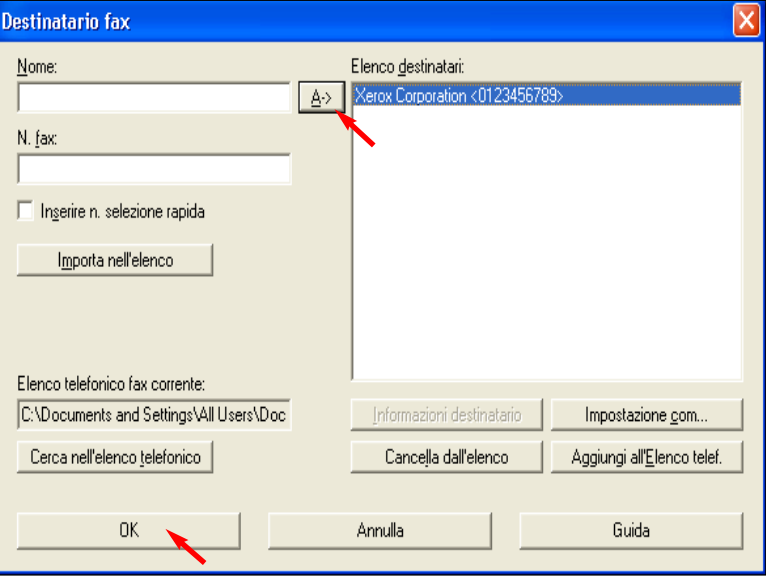 Destinatario fax
Nome:
A->
N. fax:
Inserire n. selezione rapida
Importa nell'elenco
Elenco destinatari:
Xerox Corporation <0123456789>
Elenco telefonico fax corrente:
C:\Documents and Settings\All Users\Doc
Cerca nell'elenco telefonico
Informazioni destinatario
Impostazione com...
Cancella dall'elenco
Aggiungi all'Elenco telef.
OK
Annulla
Guida